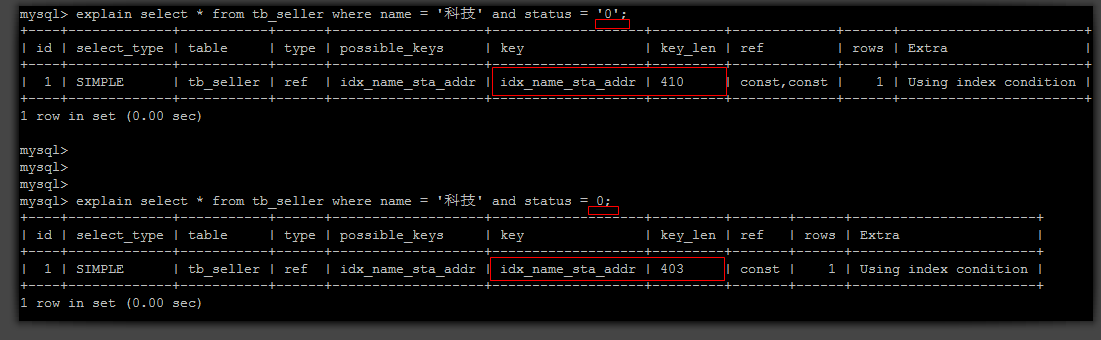 mysql> explain select * from tb_seller where name = '科技' and status = '0';
+----+-------------+-----------+------+------------------+------------------+---------+-------------+------+-----------------------+
| id | select_type | table | type | possible_keys | key | key_len | ref | rows | Extra |
+----+-------------+-----------+------+------------------+------------------+---------+-------------+------+-----------------------+
| 1 | SIMPLE | tb_seller | ref | idx_name_sta_addr | idx_name_sta_addr | 410 | const,const | 1 | Using index condition |
+----+-------------+-----------+------+------------------+------------------+---------+-------------+------+-----------------------+
1 row in set (0.00 sec)
mysql>
mysql>
mysql>
mysql> explain select * from tb_seller where name = '科技' and status = 0;
+----+-------------+-----------+------+------------------+------------------+---------+-------+------+-----------------------+
| id | select_type | table | type | possible_keys | key | key_len | ref | rows | Extra |
+----+-------------+-----------+------+------------------+------------------+---------+-------+------+-----------------------+
| 1 | SIMPLE | tb_seller | ref | idx_name_sta_addr | idx_name_sta_addr | 403 | const | 1 | Using index condition |
+----+-------------+-----------+------+------------------+------------------+---------+-------+------+-----------------------+
1 row in set (0.00 sec)